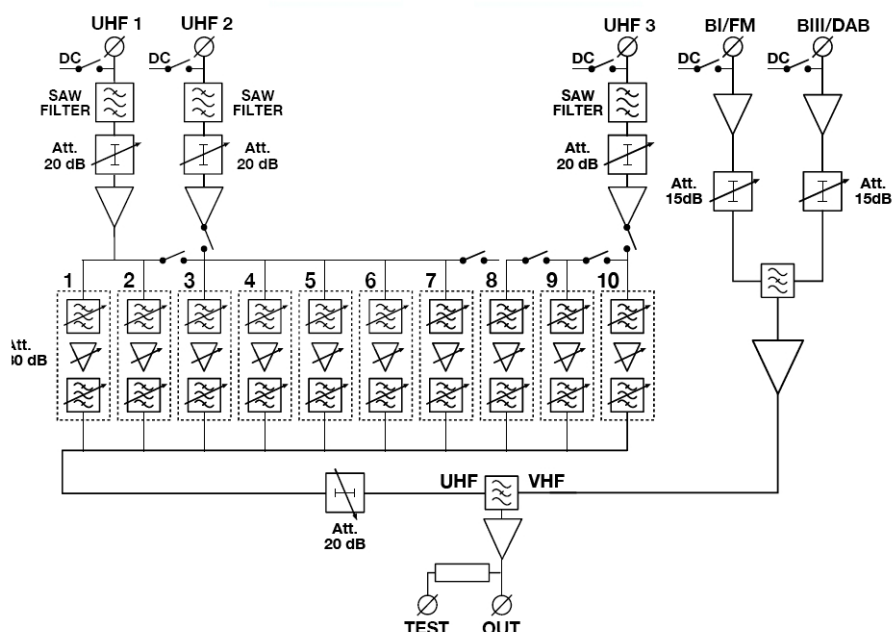 UHF 1
UHF 2
UHF 3
BI/FM
BIII/DAB
DC
DC
DC
DC
DC
SAW
FILTER
SAW
FILTER
SAW
FILTER
Att.
20 dB
Att.
20 dB
Att.
20 dB
Att.
15dB
Att.
15dB
1
2
3
4
5
6
7
8
9
10
dB
UHF
VHF
Att.
20 dB
TEST
OUT